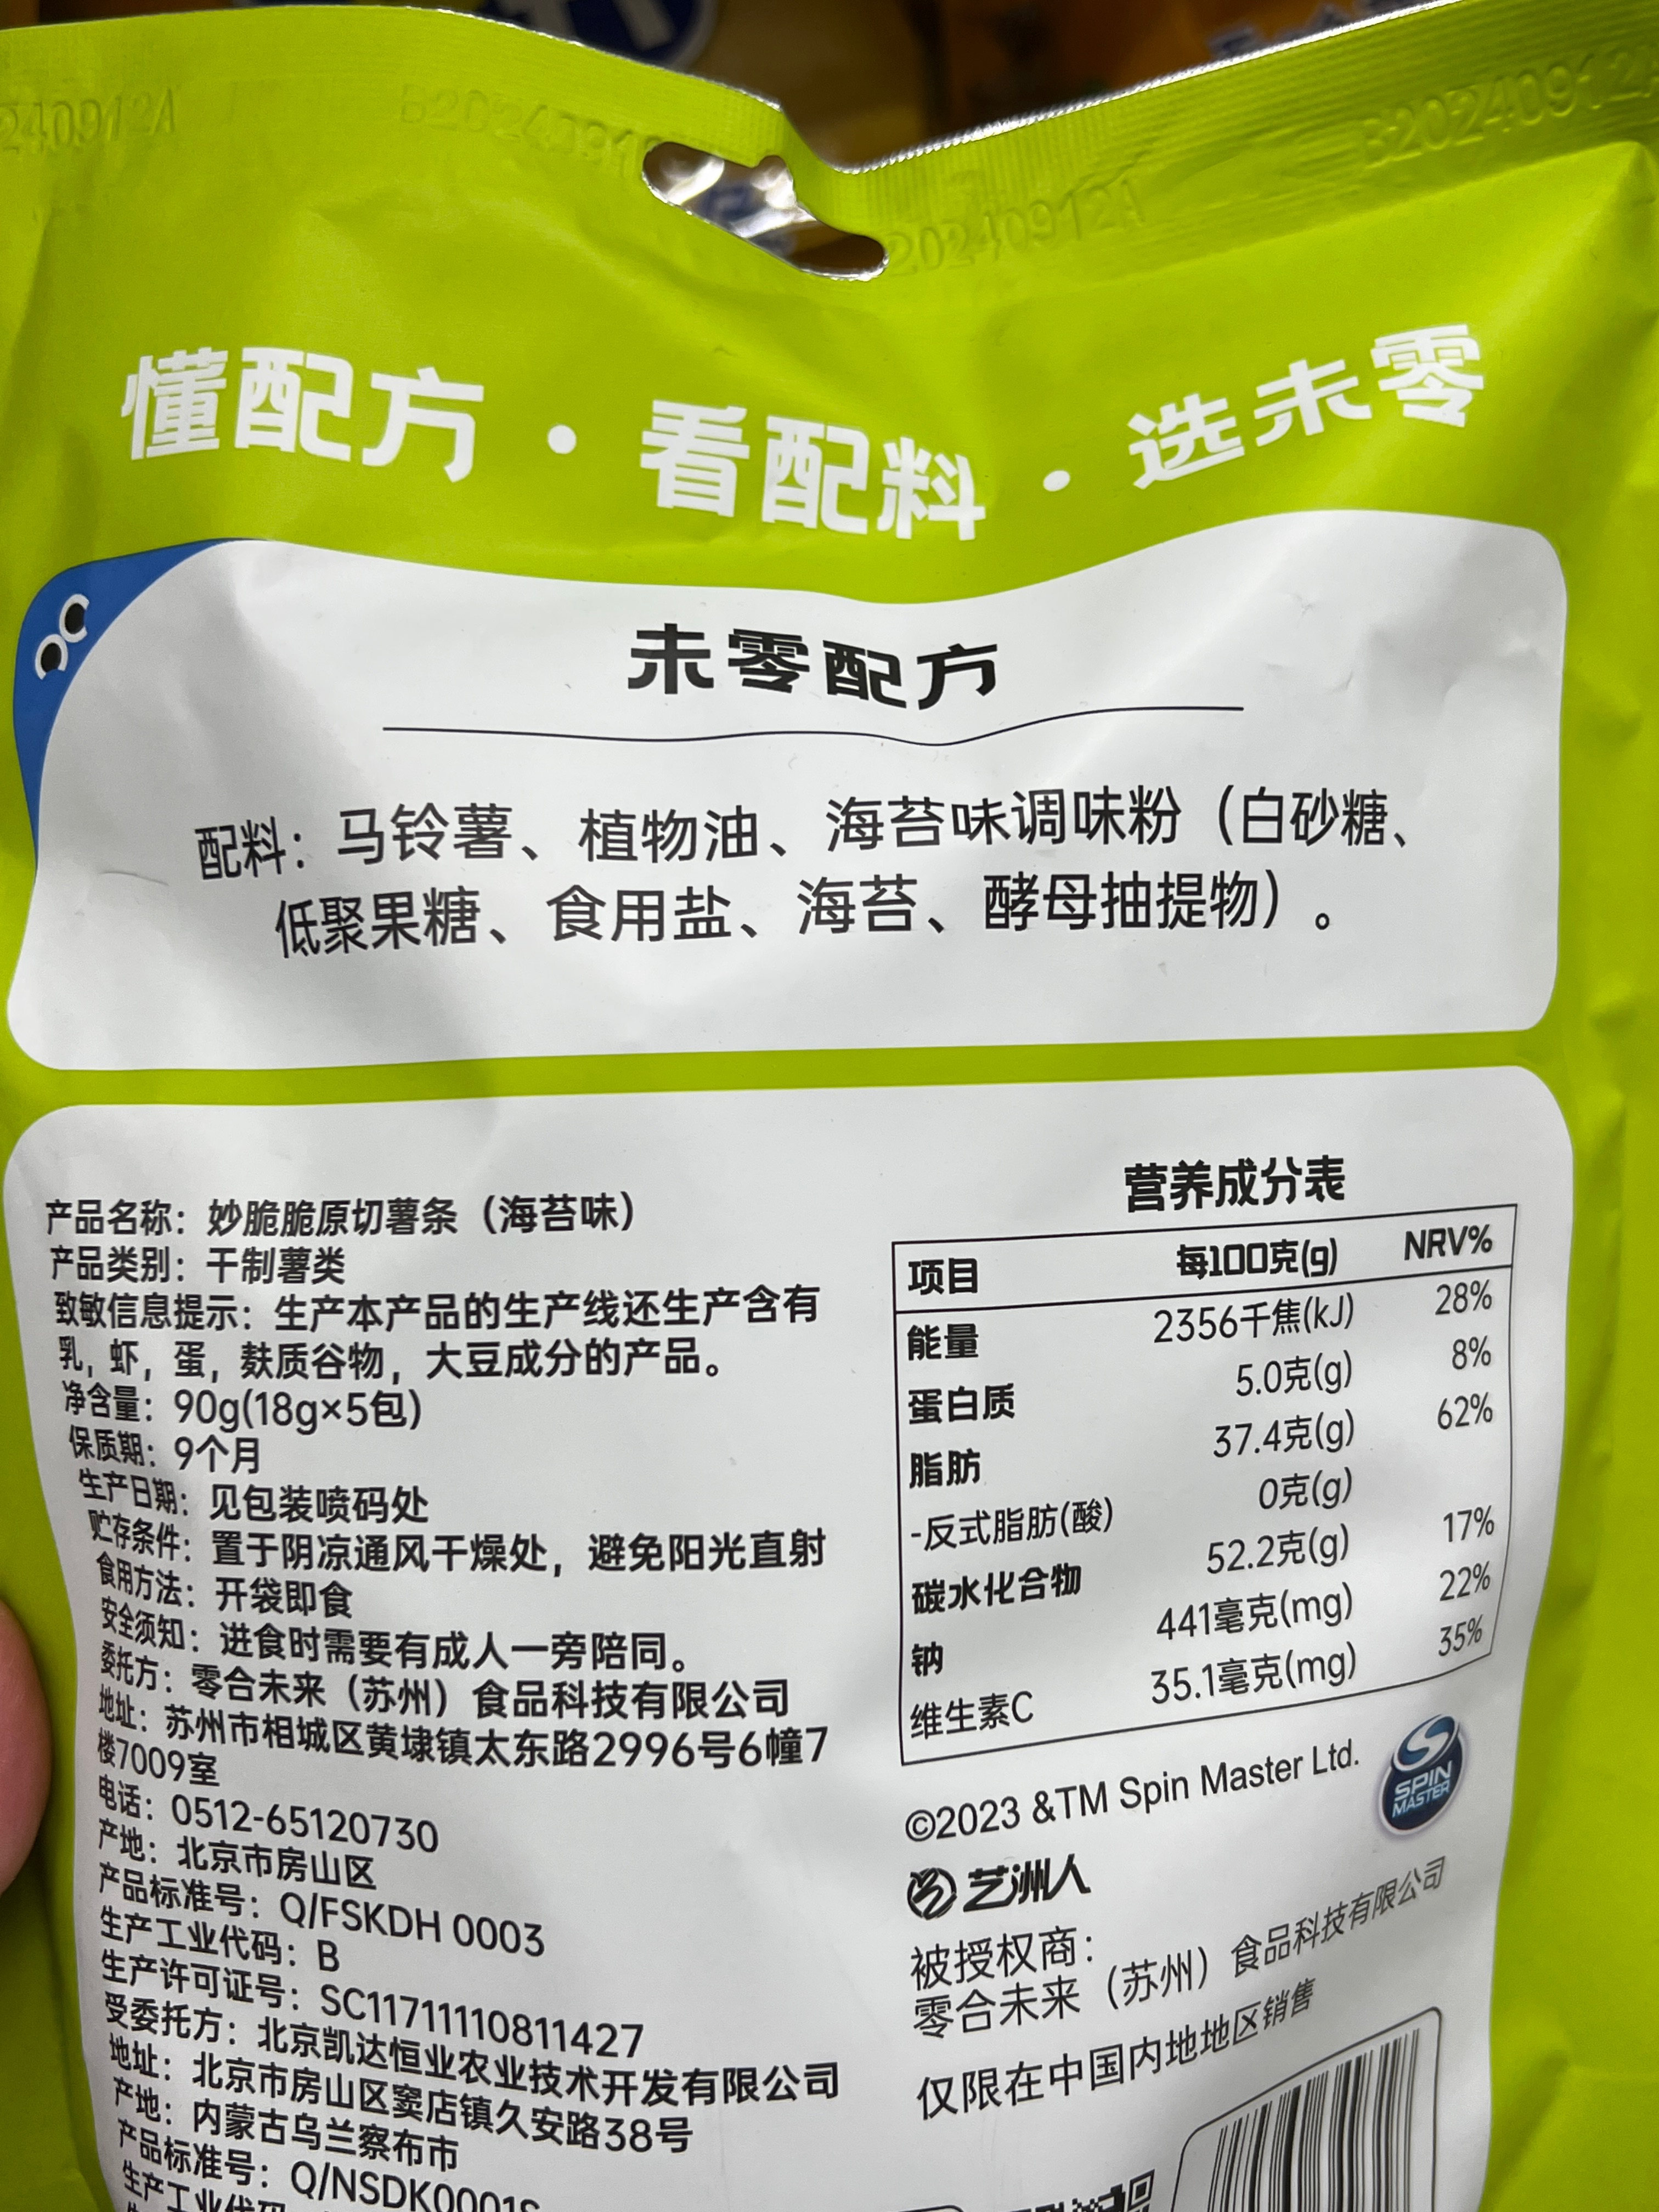 240912A
B20240912A
20240912A
B20240912A
懂配方·看配料·选未零
未零配方
配料：马铃薯、植物油、海苔味调味粉（白砂糖、
低聚果糖、食用盐、海苔、酵母抽提物）。
产品名称：妙脆脆原切薯条（海苔味）
产品类别：干制薯类
致敏信息提示：生产本产品的生产线还生产含有
乳，虾，蛋，麸质谷物，大豆成分的产品。
净含量：90g(18g×5包)
保质期：9个月
生产日期：见包装喷码处
贮存条件：置于阴凉通风干燥处，避免阳光直射
食用方法：开袋即食
安全须知：进食时需要有成人一旁陪同。
委托方：零合未来（苏州）食品科技有限公司
地址：苏州市相城区黄埭镇太东路2996号6幢7
楼7009室
电话：0512-65120730
产地：北京市房山区
产品标准号：Q/FSKDH 0003
生产工业代码：B
生产许可证号：SC11711110811427
受委托方：北京凯达恒业农业技术开发有限公司
地址：北京市房山区窦店镇久安路38号
产地：内蒙古乌兰察布市
产品标准号：Q/NSDK0001S
生产工业代码
营养成分表
项目 每100克(g) NRV%
能量 2356千焦(kJ) 28%
蛋白质 5.0克(g) 8%
脂肪 37.4克(g) 62%
-反式脂肪(酸) 0克(g)
碳水化合物 52.2克(g) 17%
钠 441毫克(mg) 22%
维生素C 35.1毫克(mg) 35%
©2023 &TM Spin Master Ltd.
SPIN
MASTER
艺洲人
被授权商：
零合未来（苏州）食品科技有限公司
仅限在中国内地地区销售